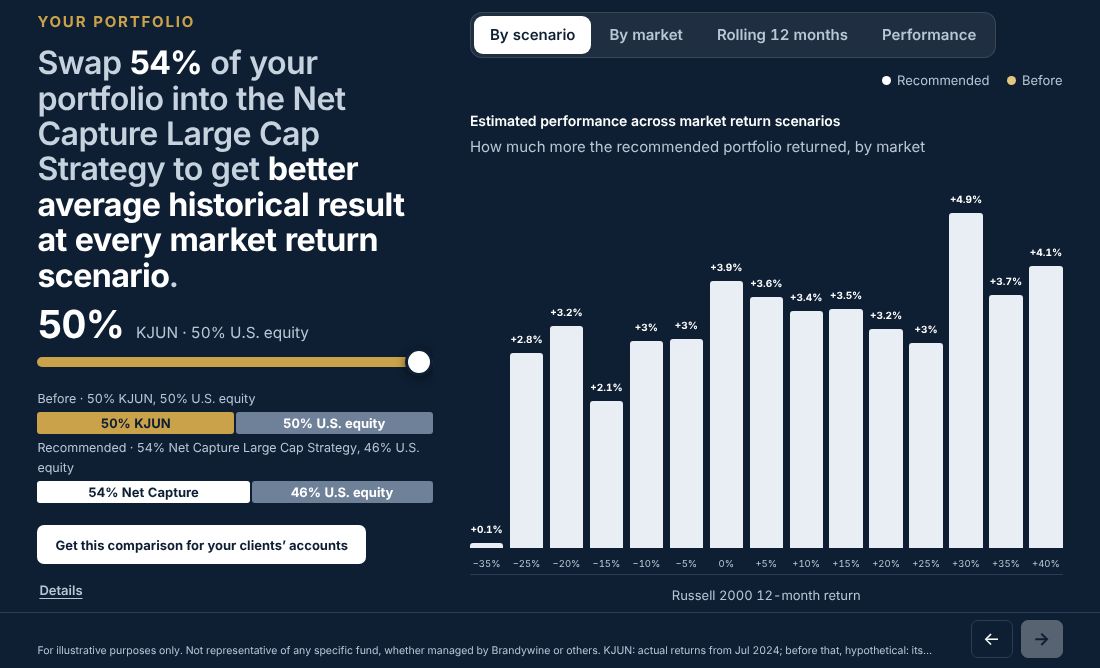 YOUR PORTFOLIO
Swap 54% of your
portfolio into the Net
Capture Large Cap
Strategy to get better
average historical result
at every market return
scenario.
50% KJUN · 50% U.S. equity
Before · 50% KJUN, 50% U.S. equity
50% KJUN 50% U.S. equity
Recommended · 54% Net Capture Large Cap Strategy, 46% U.S.
equity
54% Net Capture 46% U.S. equity
Get this comparison for your clients’ accounts
Details
By scenario By market Rolling 12 months Performance
Recommended Before
Estimated performance across market return scenarios
How much more the recommended portfolio returned, by market
+0.1% +2.8% +3.2% +2.1% +3% +3% +3.9% +3.6% +3.4% +3.5% +3.2% +3% +4.9% +3.7% +4.1%
−35% −25% −20% −15% −10% −5% 0% +5% +10% +15% +20% +25% +30% +35% +40%
Russell 2000 12-month return
For illustrative purposes only. Not representative of any specific fund, whether managed by Brandywine or others. KJUN: actual returns from Jul 2024; before that, hypothetical: its...
← →